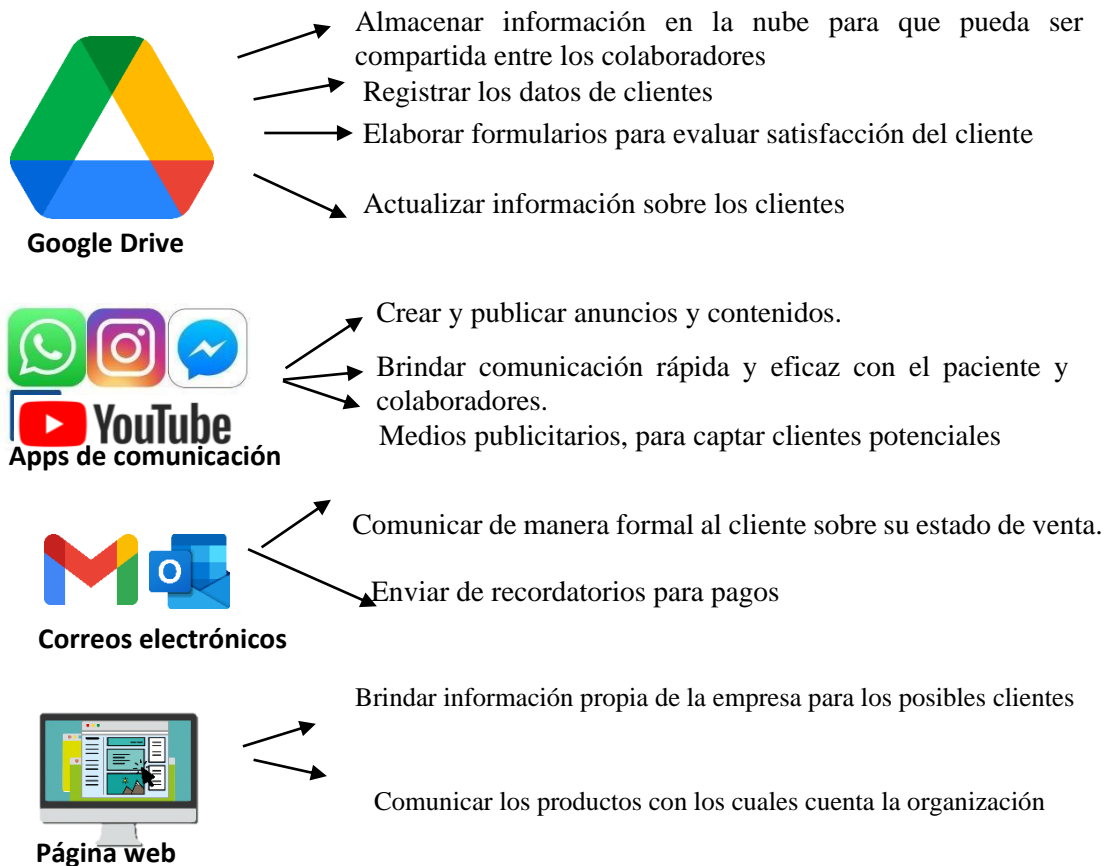 Almacenar información en la nube para que pueda ser
compartida entre los colaboradores
Registrar los datos de clientes
Elaborar formularios para evaluar satisfacción del cliente
Actualizar información sobre los clientes
Google Drive
Crear y publicar anuncios y contenidos.
Brindar comunicación rápida y eficaz con el paciente y
colaboradores.
Medios publicitarios, para captar clientes potenciales
YouTube
Apps de comunicación
Comunicar de manera formal al cliente sobre su estado de venta.
O
Enviar de recordatorios para pagos
Correos electrónicos
Brindar información propia de la empresa para los posibles clientes
Comunicar los productos con los cuales cuenta la organización
Página web